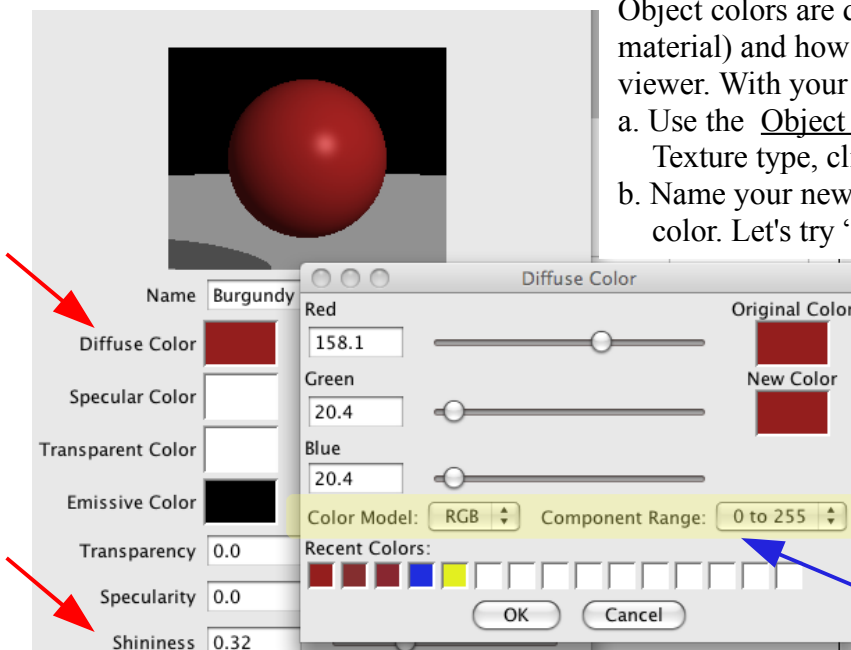 Object colors are
material) and how
viewer. With your
a. Use the Object
Texture type,
b. Name your new
color. Let's try “
Diffuse Color
Name Burgundy
Red
158.1
Original Color
Diffuse Color
Green
20.4
New Color
Specular Color
Blue
20.4
Transparent Color
Emissive Color
Color Model: RGB Component Range: 0 to 255
Transparency 0.0
Recent Colors:
Specularity 0.0
OK Cancel
Shininess 0.32